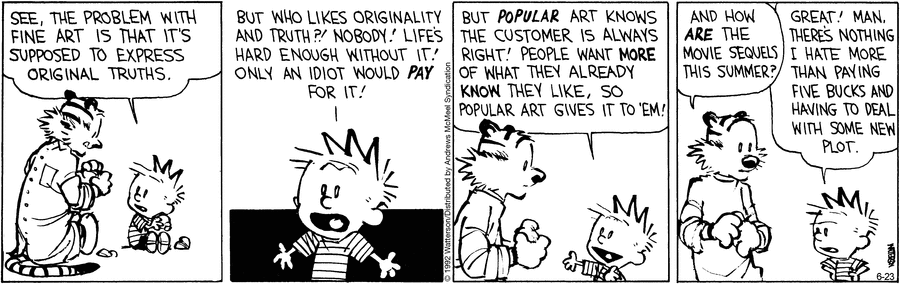 SEE, THE PROBLEM WITH
FINE ART IS THAT IT'S
SUPPOSED TO EXPRESS
ORIGINAL TRUTHS.
BUT WHO LIKES ORIGINALITY
AND TRUTH?! NOBODY! LIFE'S
HARD ENOUGH WITHOUT IT!
ONLY AN IDIOT WOULD PAY
FOR IT!
© 1992 Watterson/Distributed by Andrews McMeel Syndication
BUT POPULAR ART KNOWS
THE CUSTOMER IS ALWAYS
RIGHT! PEOPLE WANT MORE
OF WHAT THEY ALREADY
KNOW THEY LIKE, SO
POPULAR ART GIVES IT TO 'EM!
AND HOW
ARE THE
MOVIE SEQUELS
THIS SUMMER?
GREAT! MAN,
THERE'S NOTHING
I HATE MORE
THAN PAYING
FIVE BUCKS AND
HAVING TO DEAL
WITH SOME NEW
PLOT.
6-23